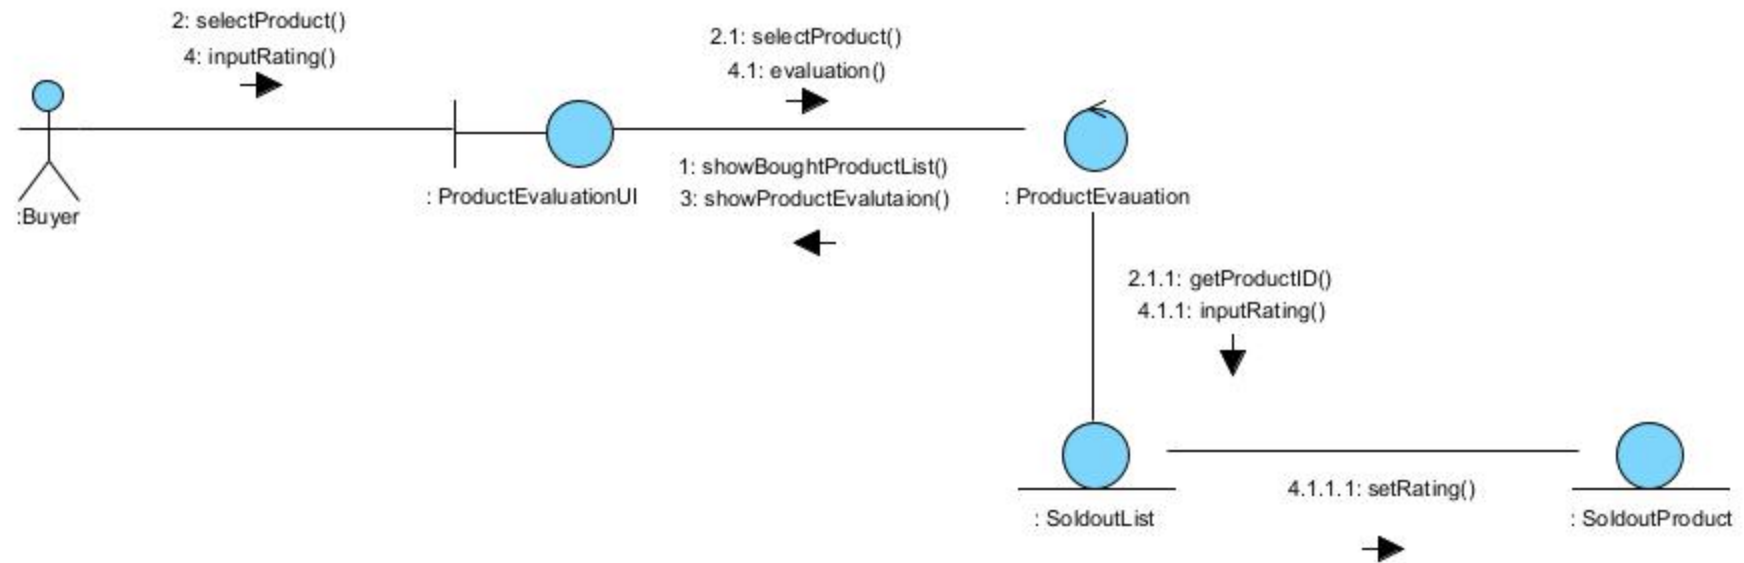 2: selectProduct()
4: inputRating()
2.1: selectProduct()
4.1: evaluation()
1: showBoughtProductList()
3: showProductEvalutaion()
: ProductEvaluationUI
: ProductEvauation
:Buyer
2.1.1: getProductID()
4.1.1: inputRating()
4.1.1.1: setRating()
: SoldoutList
: SoldoutProduct